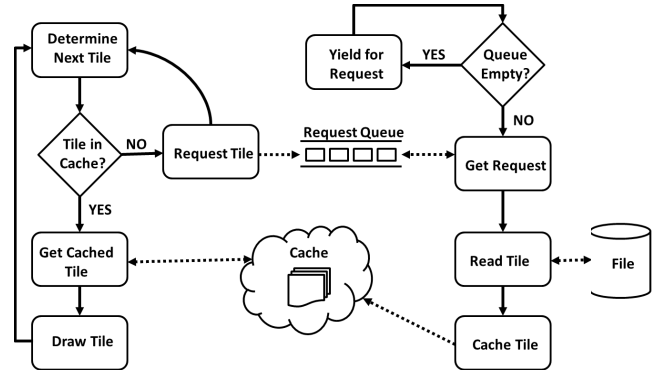 Determine
Next Tile
Tile in
Cache?
NO
YES
Request Tile
Get Cached
Tile
Draw Tile
Request Queue
Cache
Yield for
Request
YES
Queue
Empty?
NO
Get Request
Read Tile
File
Cache Tile